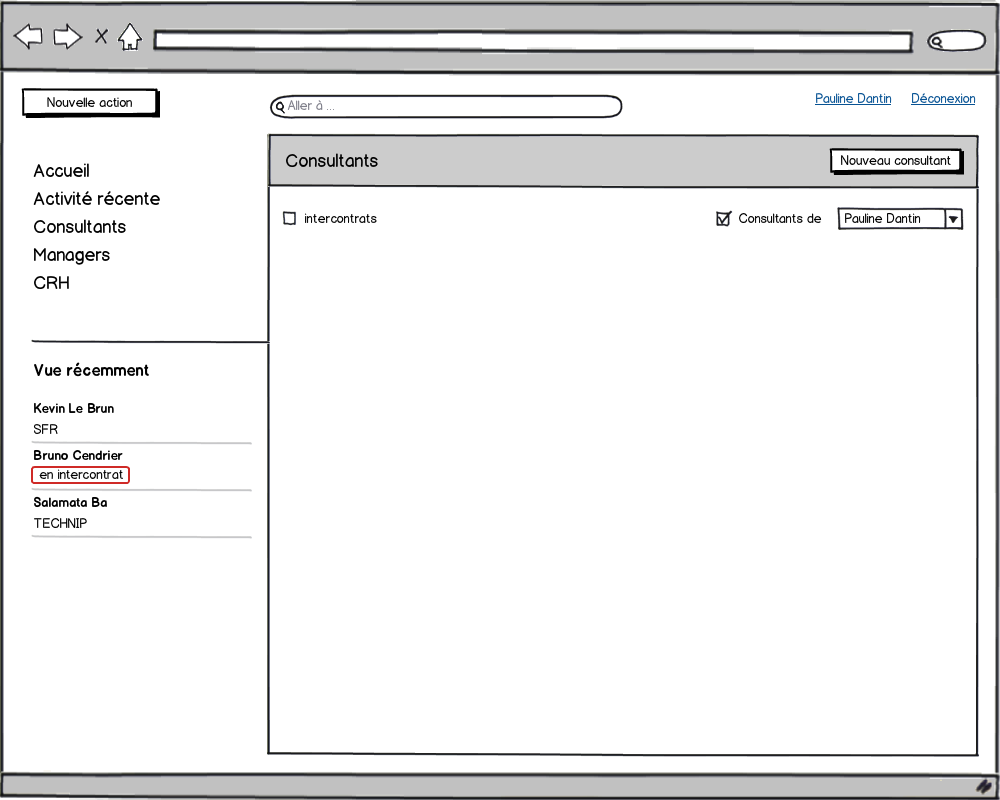 Nouvelle action
Aller à ...
Pauline Dantin
Déconexion
Accueil
Activité récente
Consultants
Managers
CRH
Vue récemment
Kevin Le Brun
SFR
Bruno Cendrier
en intercontrat
Salamata Ba
TECHNIP
Consultants
Nouveau consultant
intercontrats
Consultants de
Pauline Dantin